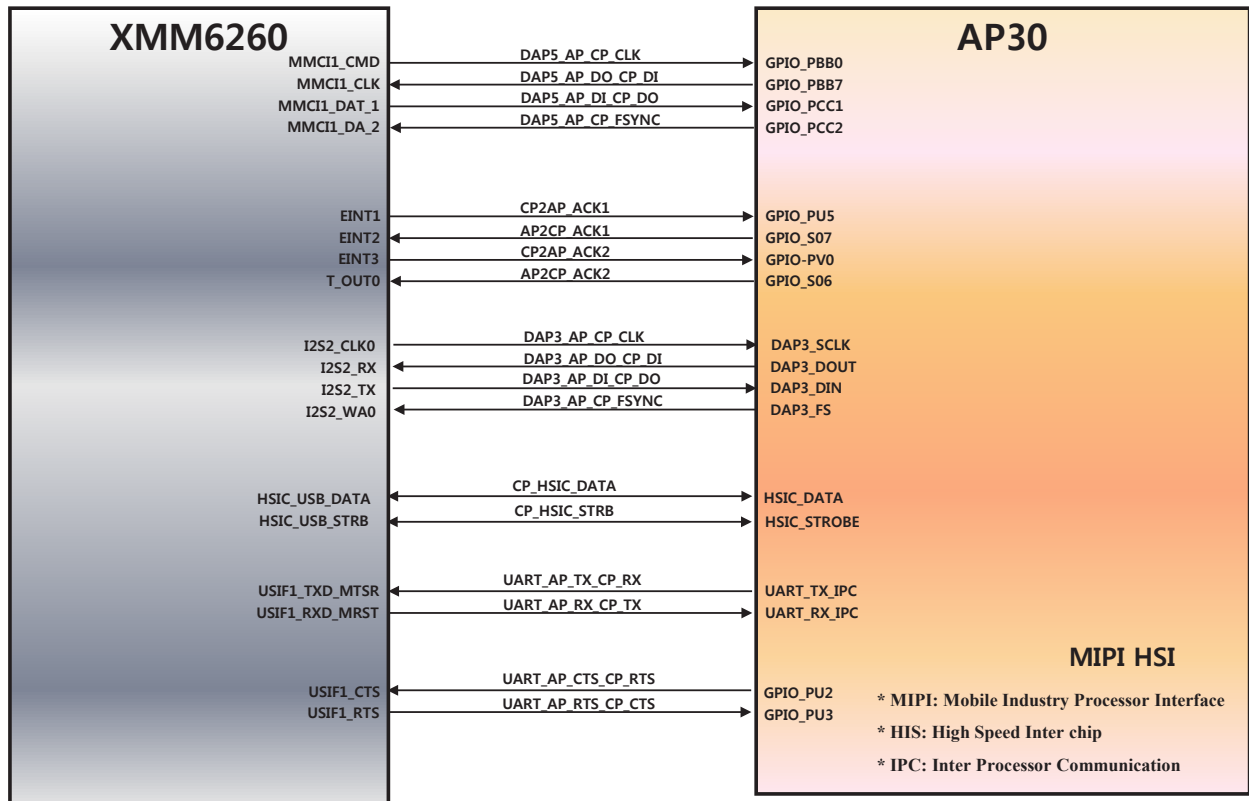 XMM6260
AP30
MMCI1_CMD DAP5_AP_CP_CLK GPIO_PBB0
MMCI1_CLK DAP5_AP_DO_CP_DI GPIO_PBB7
MMCI1_DAT_1 DAP5_AP_DI_CP_DO GPIO_PCC1
MMCI1_DA_2 DAP5_AP_CP_FSYNC GPIO_PCC2
EINT1 CP2AP_ACK1 GPIO_PU5
EINT2 AP2CP_ACK1 GPIO_S07
EINT3 CP2AP_ACK2 GPIO-PV0
T_OUT0 AP2CP_ACK2 GPIO_S06
I2S2_CLK0 DAP3_AP_CP_CLK DAP3_SCLK
I2S2_RX DAP3_AP_DO_CP_DI DAP3_DOUT
I2S2_TX DAP3_AP_DI_CP_DO DAP3_DIN
I2S2_WA0 DAP3_AP_CP_FSYNC DAP3_FS
HSIC_USB_DATA CP_HSIC_DATA HSIC_DATA
HSIC_USB_STRB CP_HSIC_STRB HSIC_STROBE
USIF1_TXD_MTSR UART_AP_TX_CP_RX UART_TX_IPC
USIF1_RXD_MRST UART_AP_RX_CP_TX UART_RX_IPC
USIF1_CTS UART_AP_CTS_CP_RTS GPIO_PU2
USIF1_RTS UART_AP_RTS_CP_CTS GPIO_PU3
MIPI HSI
* MIPI: Mobile Industry Processor Interface
* HIS: High Speed Inter chip
* IPC: Inter Processor Communication